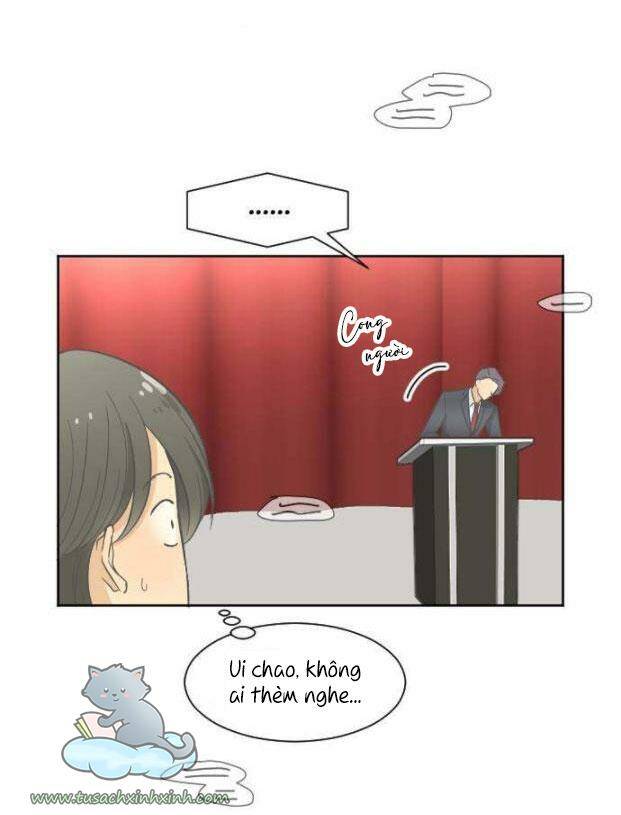 ......
Cong
người
Ui chao, không
ai thèm nghe...
www.tusachxinhxinh.com